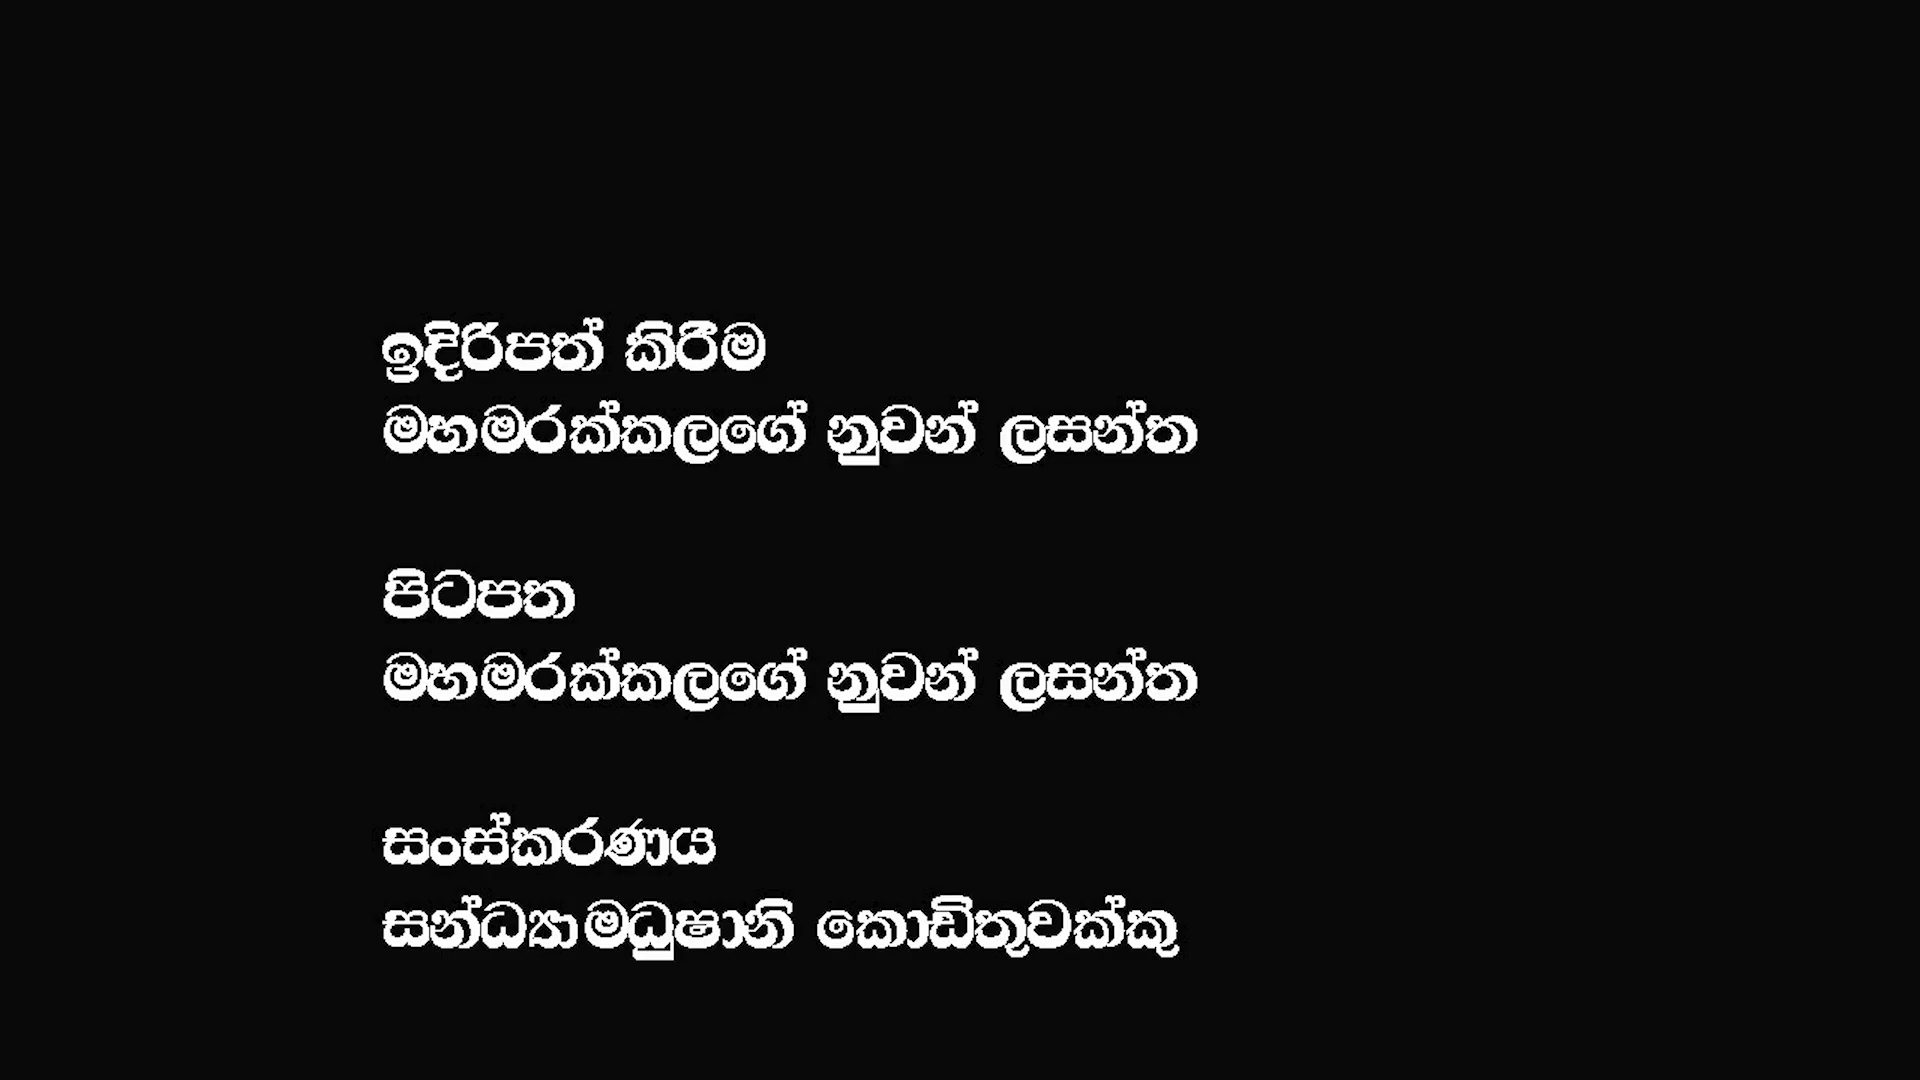 ඉදිරිපත් කිරීම
මහමරක්කලගේ නුවන් ලසන්ත
පිටපත
මහමරක්කලගේ නුවන් ලසන්ත
සංස්කරණය
සන්ධ්‍යා මධුෂානි කොඩිතුවක්කු